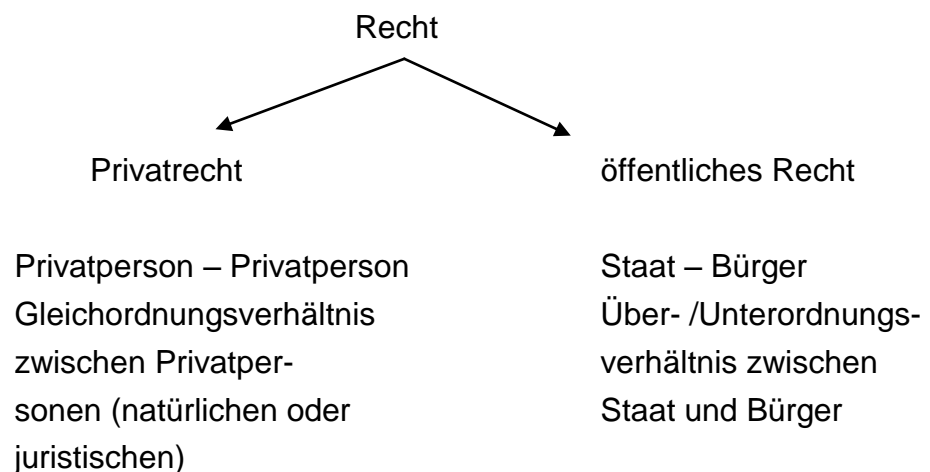 Recht
Privatrecht
öffentliches Recht
Privatperson – Privatperson
Gleichordnungsverhältnis
zwischen Privatper-
sonen (natürlichen oder
juristischen)
Staat – Bürger
Über- /Unterordnungs-
verhältnis zwischen
Staat und Bürger